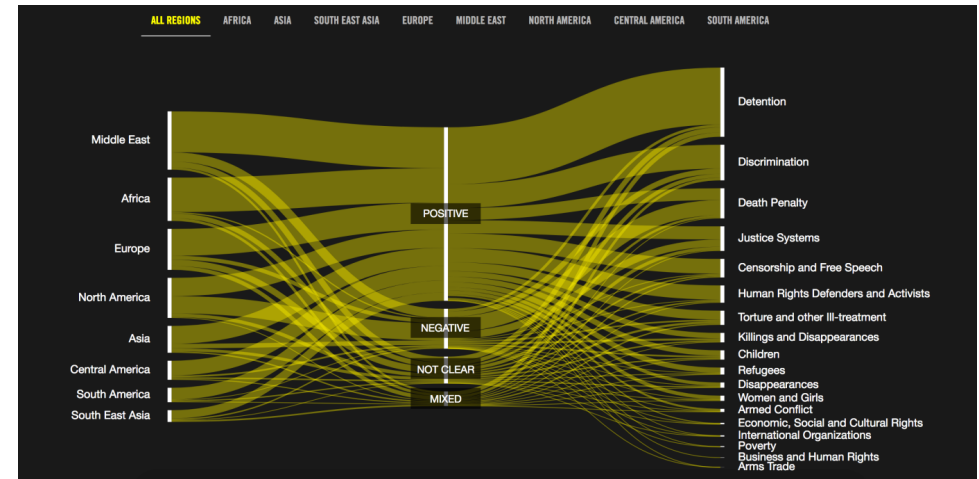 ALL REGIONS AFRICA ASIA SOUTH EAST ASIA EUROPE MIDDLE EAST NORTH AMERICA CENTRAL AMERICA SOUTH AMERICA
Middle East
Africa
Europe
North America
Asia
Central America
South America
South East Asia
POSITIVE
NEGATIVE
NOT CLEAR
MIXED
Detention
Discrimination
Death Penalty
Justice Systems
Censorship and Free Speech
Human Rights Defenders and Activists
Torture and other Ill-treatment
Killings and Disappearances
Children
Refugees
Disappearances
Women and Girls
Armed Conflict
Economic, Social and Cultural Rights
International Organizations
Poverty
Business and Human Rights
Arms Trade